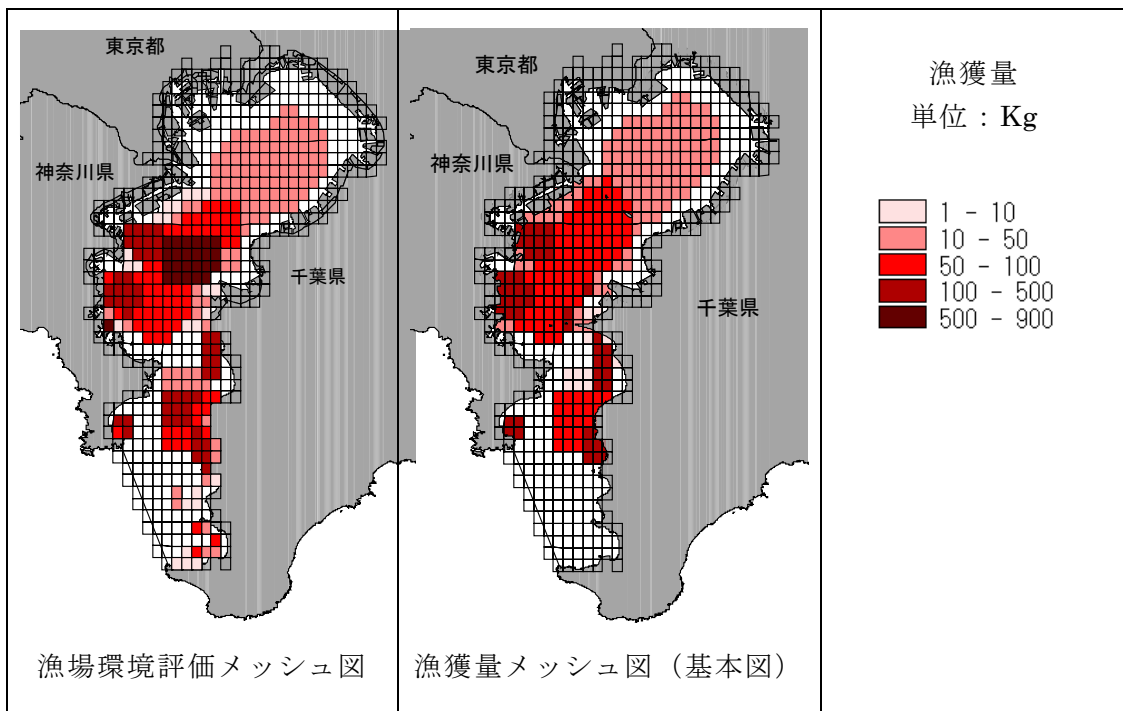 東京都
神奈川県
千葉県
漁場環境評価メッシュ図
東京都
神奈川県
千葉県
漁獲量メッシュ図（基本図）
漁獲量
単位：Kg
1 - 10
10 - 50
50 - 100
100 - 500
500 - 900